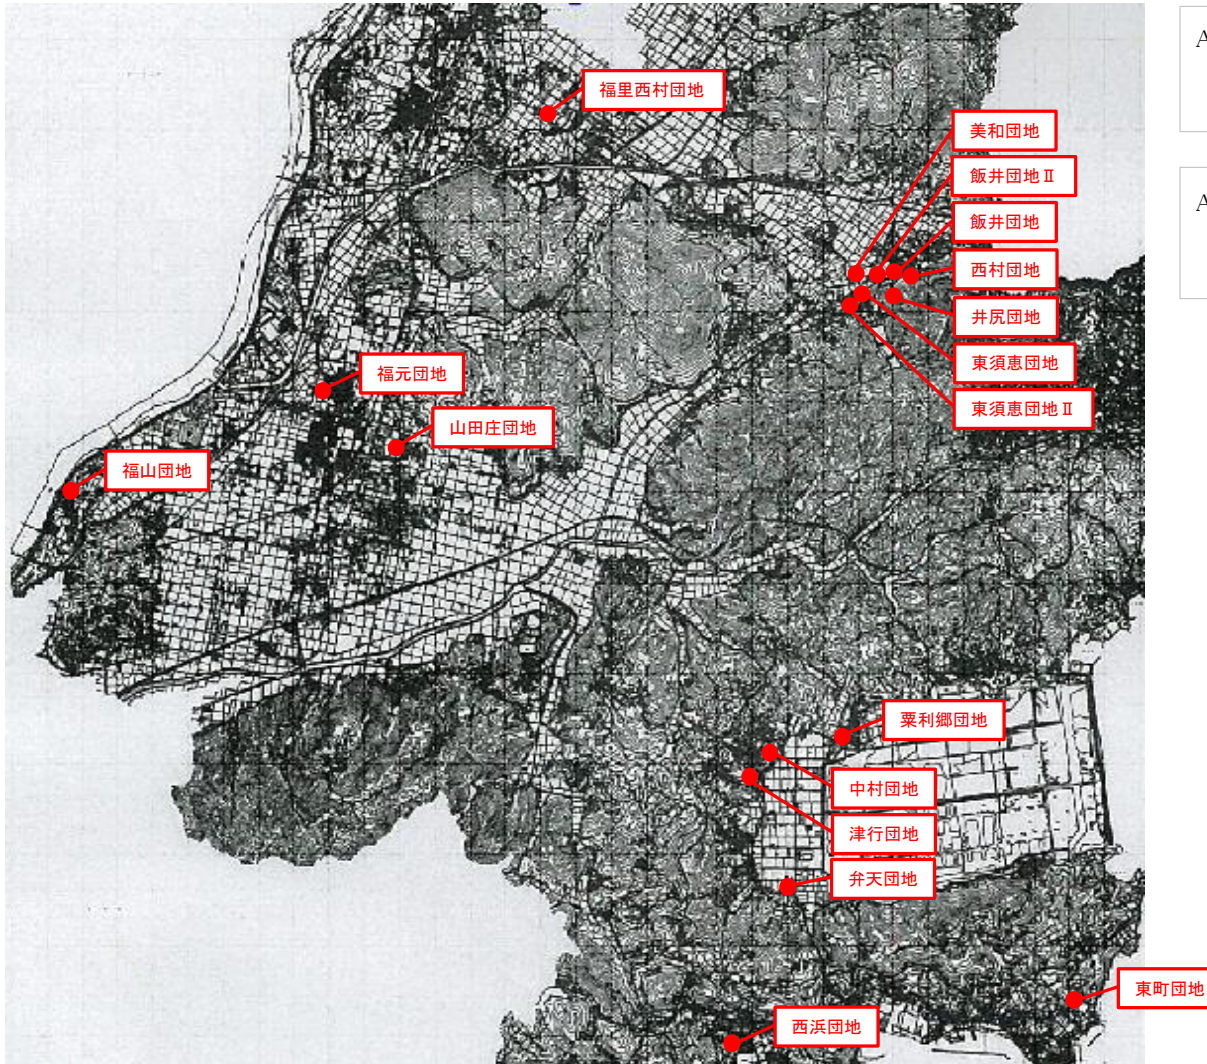 A
福里西村団地
美和団地
飯井団地Ⅱ
飯井団地
A
西村団地
井尻団地
東須恵団地
福元団地
東須恵団地Ⅱ
山田庄団地
福山団地
粟利郷団地
中村団地
津行団地
弁天団地
東町団地
西浜団地